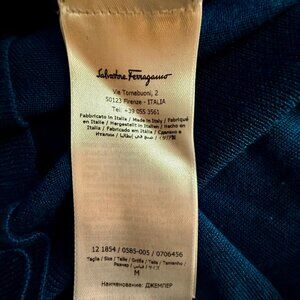 Salvatore Ferragamo
Via Tornabuoni, 2
50123 Firenze - ITALIA
Tel: +39 055 3561
Fabbricato in Italy / Made in Italy / Fabriqué
en Italie / Hergestellt in Italien / Hecho en
Italia / Fabricado em Itália / Сделано в
Италии /
12 1854 / 0585-005 / 0706456
Taglia / Size / Taille / Größe / Talla / Tamanho /
Размер /
M
Наименование: ДЖЕМПЕР